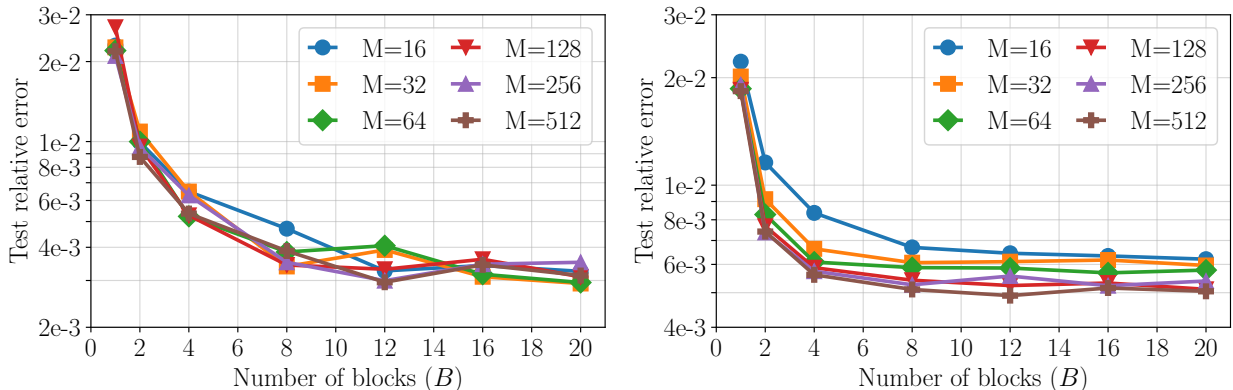 3e-2
2e-2
1e-2
8e-3
6e-3
4e-3
2e-3
Test relative error
0 2 4 6 8 10 12 14 16 18 20
Number of blocks (B)
M=16 M=128
M=32 M=256
M=64 M=512
3e-2
2e-2
1e-2
8e-3
6e-3
4e-3
Test relative error
0 2 4 6 8 10 12 14 16 18 20
Number of blocks (B)
M=16 M=128
M=32 M=256
M=64 M=512